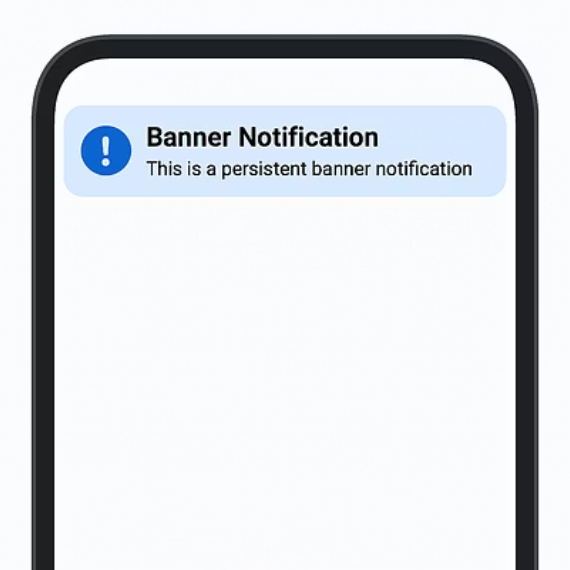 Banner Notification
This is a persistent banner notification